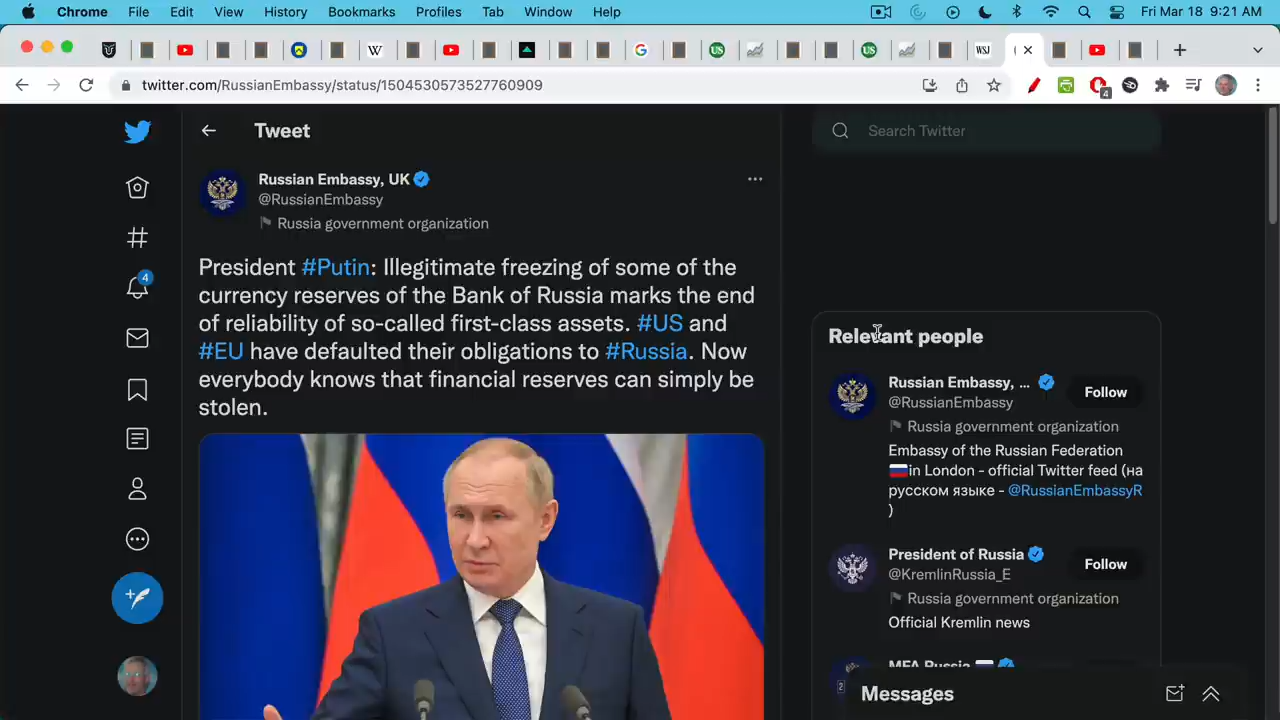 Chrome File Edit View History Bookmarks Profiles Tab Window Help Fri Mar 18 9:21 AM
W G US US WSJ
twitter.com/RussianEmbassy/status/1504530573527760909
4
Tweet
Search Twitter
Russian Embassy, UK
@RussianEmbassy
Russia government organization
4
President #Putin: Illegitimate freezing of some of the
currency reserves of the Bank of Russia marks the end
of reliability of so-called first-class assets. #US and
#EU have defaulted their obligations to #Russia. Now
everybody knows that financial reserves can simply be
stolen.
Relevant people
Russian Embassy, ...
@RussianEmbassy
Follow
Russia government organization
Embassy of the Russian Federation
in London - official Twitter feed (на
русском языке - @RussianEmbassyR
)
President of Russia
@KremlinRussia_E
Follow
Russia government organization
Official Kremlin news
MFA Russia
Messages